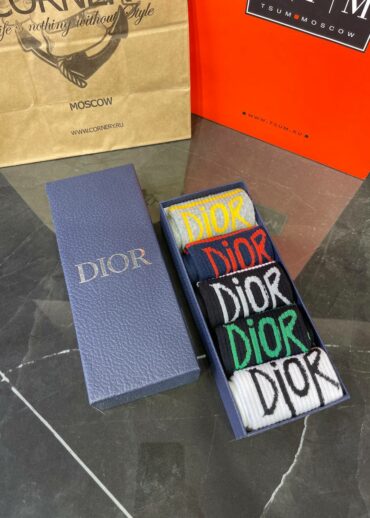 CORNERY
Life is nothing without Style
MOSCOW
WWW.CORNERY.RU
M
TSUM●MOSCOW
■WWW.TSUM.RU■
DIOR
DiOR
DiOR
DiOR
DiOR
DiOR